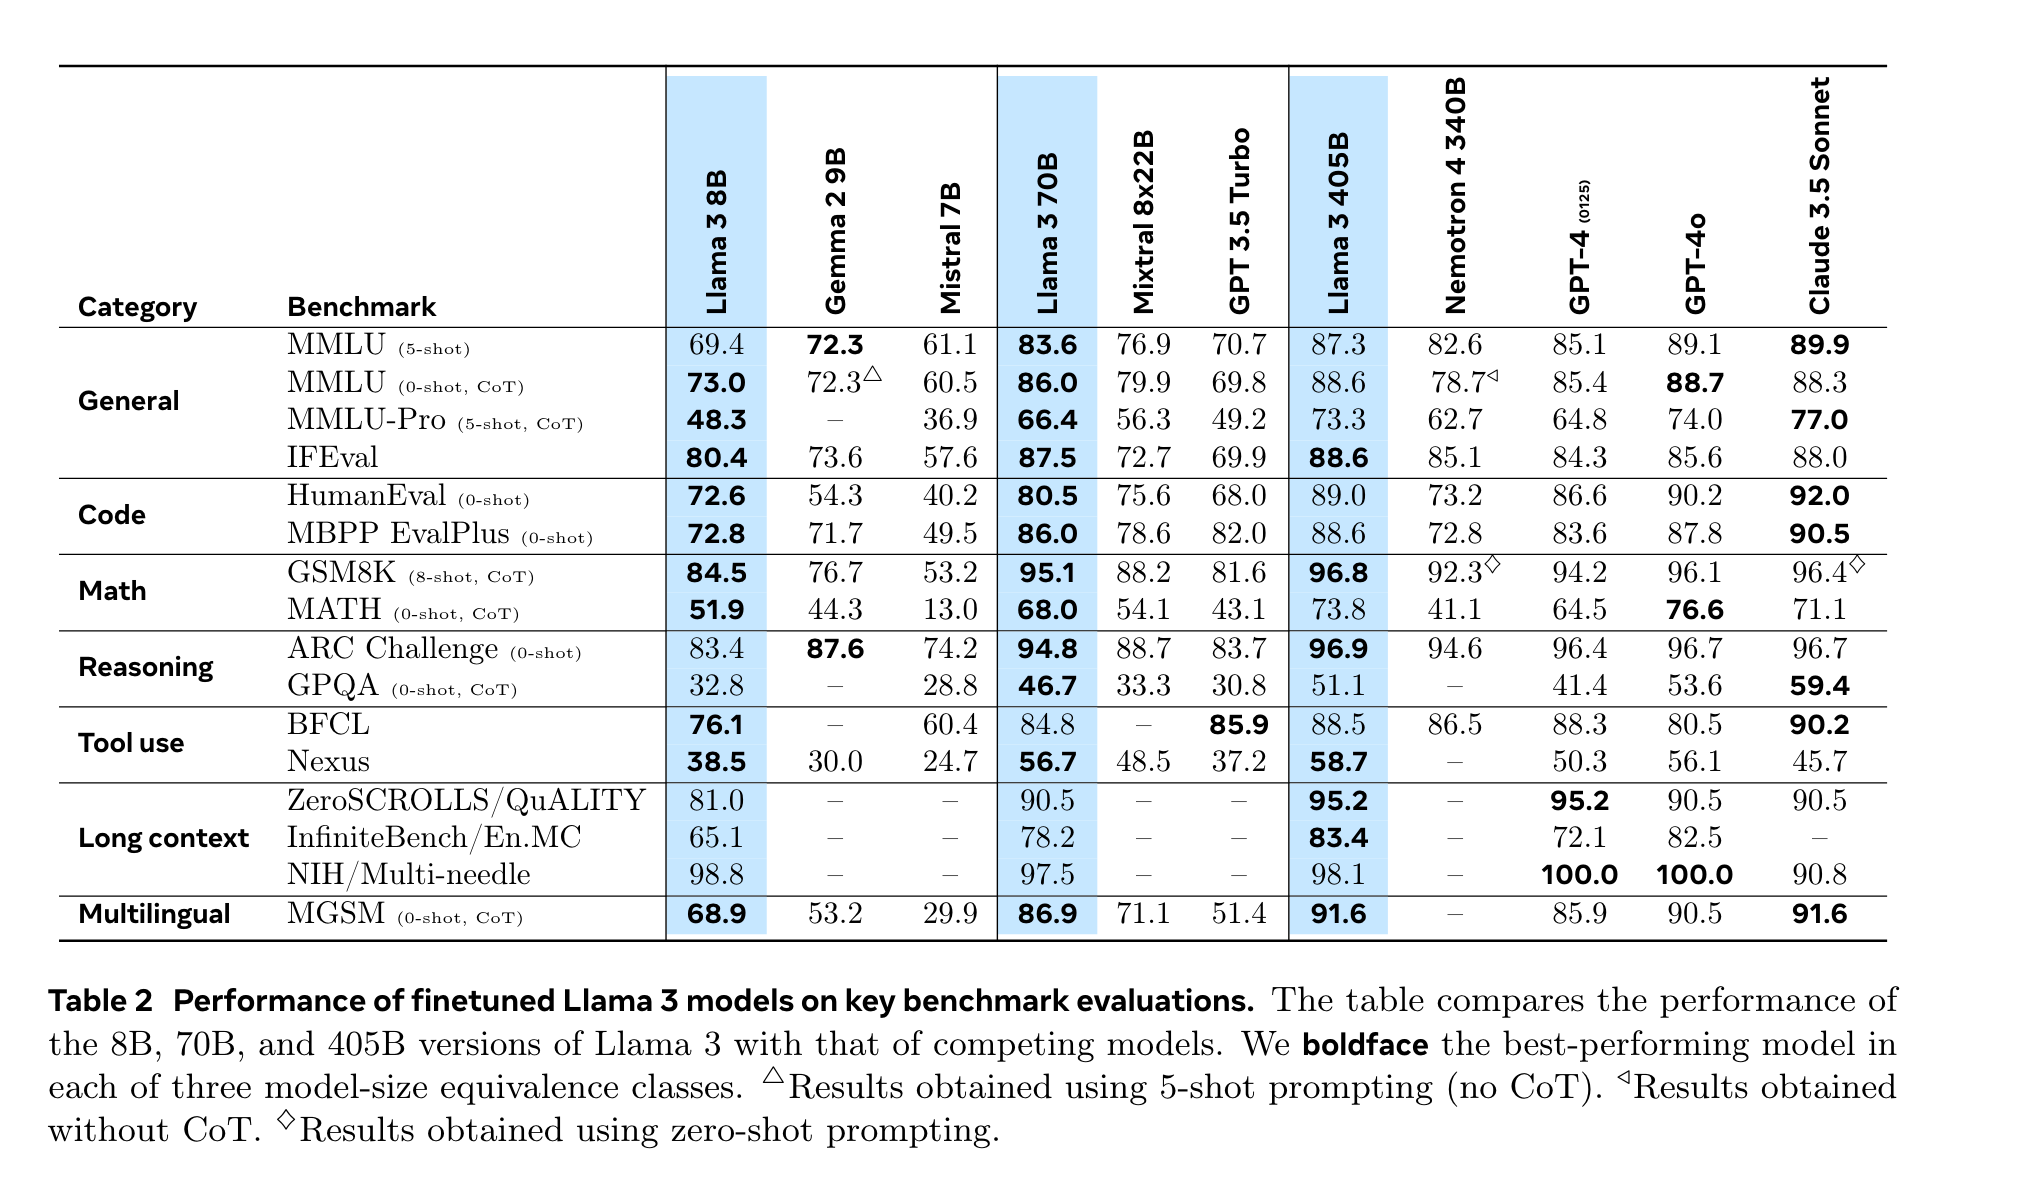 Category Benchmark Llama 3 8B Gemma 2 9B Mistral 7B Llama 3 70B Mixtral 8x22B GPT 3.5 Turbo Llama 3 405B Nemotron 4 340B GPT-4 (0125) GPT-4o Claude 3.5 Sonnet
General
MMLU (5-shot) 69.4 72.3 61.1 83.6 76.9 70.7 87.3 82.6 85.1 89.1 89.9
MMLU (0-shot, CoT) 73.0 72.3△ 60.5 86.0 79.9 69.8 88.6 78.7◁ 85.4 88.7 88.3
MMLU-Pro (5-shot, CoT) 48.3 – 36.9 66.4 56.3 49.2 73.3 62.7 64.8 74.0 77.0
IFEval 80.4 73.6 57.6 87.5 72.7 69.9 88.6 85.1 84.3 85.6 88.0
Code
HumanEval (0-shot) 72.6 54.3 40.2 80.5 75.6 68.0 89.0 73.2 86.6 90.2 92.0
MBPP EvalPlus (0-shot) 72.8 71.7 49.5 86.0 78.6 82.0 88.6 72.8 83.6 87.8 90.5
Math
GSM8K (8-shot, CoT) 84.5 76.7 53.2 95.1 88.2 81.6 96.8 92.3◇ 94.2 96.1 96.4◇
MATH (0-shot, CoT) 51.9 44.3 13.0 68.0 54.1 43.1 73.8 41.1 64.5 76.6 71.1
Reasoning
ARC Challenge (0-shot) 83.4 87.6 74.2 94.8 88.7 83.7 96.9 94.6 96.4 96.7 96.7
GPQA (0-shot, CoT) 32.8 – 28.8 46.7 33.3 30.8 51.1 – 41.4 53.6 59.4
Tool use
BFCL 76.1 – 60.4 84.8 – 85.9 88.5 86.5 88.3 80.5 90.2
Nexus 38.5 30.0 24.7 56.7 48.5 37.2 58.7 – 50.3 56.1 45.7
Long context
ZeroSCROLLS/QuALITY 81.0 – – 90.5 – – 95.2 – 95.2 90.5 90.5
InfiniteBench/En.MC 65.1 – – 78.2 – – 83.4 – 72.1 82.5 –
NIH/Multi-needle 98.8 – – 97.5 – – 98.1 – 100.0 100.0 90.8
Multilingual MGSM (0-shot, CoT) 68.9 53.2 29.9 86.9 71.1 51.4 91.6 – 85.9 90.5 91.6
Table 2 Performance of finetuned Llama 3 models on key benchmark evaluations. The table compares the performance of
the 8B, 70B, and 405B versions of Llama 3 with that of competing models. We boldface the best-performing model in
each of three model-size equivalence classes. △Results obtained using 5-shot prompting (no CoT). ◁Results obtained
without CoT. ◇Results obtained using zero-shot prompting.